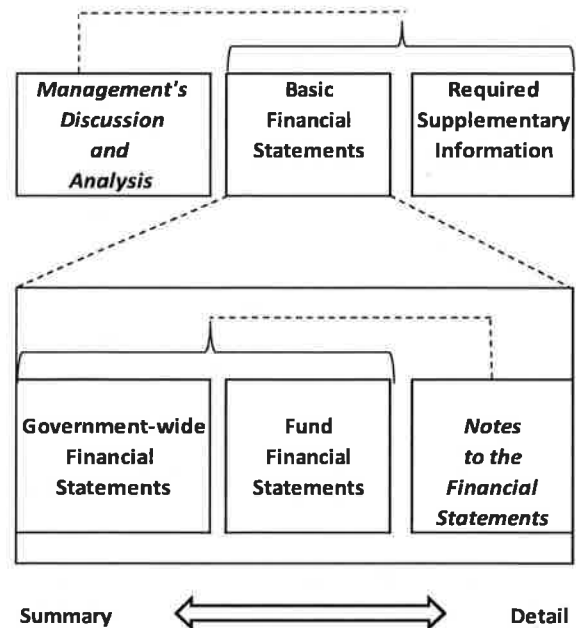 Management's
Discussion
and
Analysis
Basic
Financial
Statements
Required
Supplementary
Information
Government-wide
Financial
Statements
Fund
Financial
Statements
Notes
to the
Financial
Statements
Summary
Detail